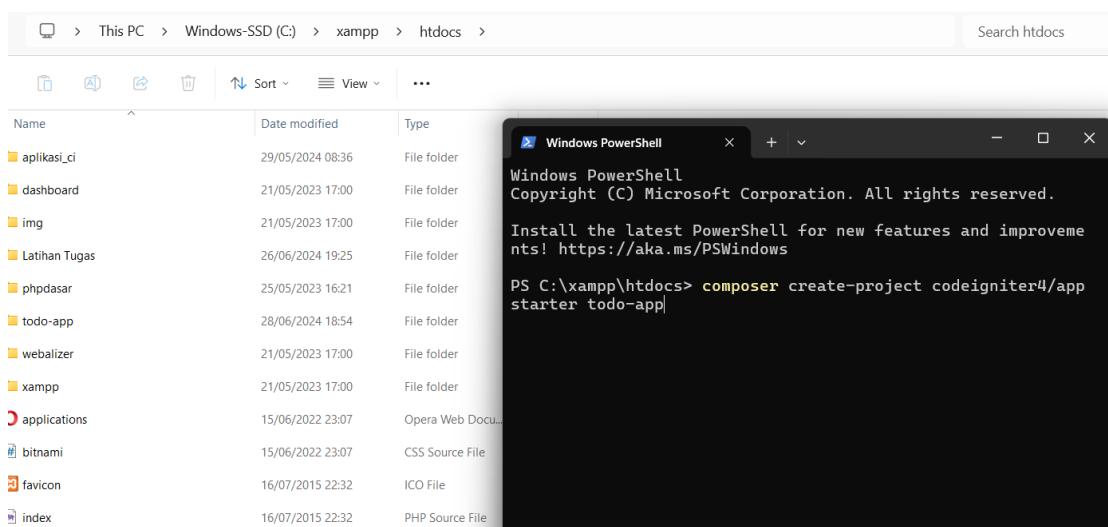 This PC > Windows-SSD (C:) > xampp > htdocs > Search htdocs
Sort View ...
Name Date modified Type
aplikasi_ci 29/05/2024 08:36 File folder
dashboard 21/05/2023 17:00 File folder
img 21/05/2023 17:00 File folder
Latihan Tugas 26/06/2024 19:25 File folder
phpdasar 25/05/2023 16:21 File folder
todo-app 28/06/2024 18:54 File folder
webalizer 21/05/2023 17:00 File folder
xampp 21/05/2023 17:00 File folder
applications 15/06/2022 23:07 Opera Web Docu...
bitnami 15/06/2022 23:07 CSS Source File
favicon 16/07/2015 22:32 ICO File
index 16/07/2015 22:32 PHP Source File
Windows PowerShell
Windows PowerShell
Copyright (C) Microsoft Corporation. All rights reserved.
Install the latest PowerShell for new features and improveme
nts! https://aka.ms/PSWindows
PS C:\xampp\htdocs> composer create-project codeigniter4/app
starter todo-app